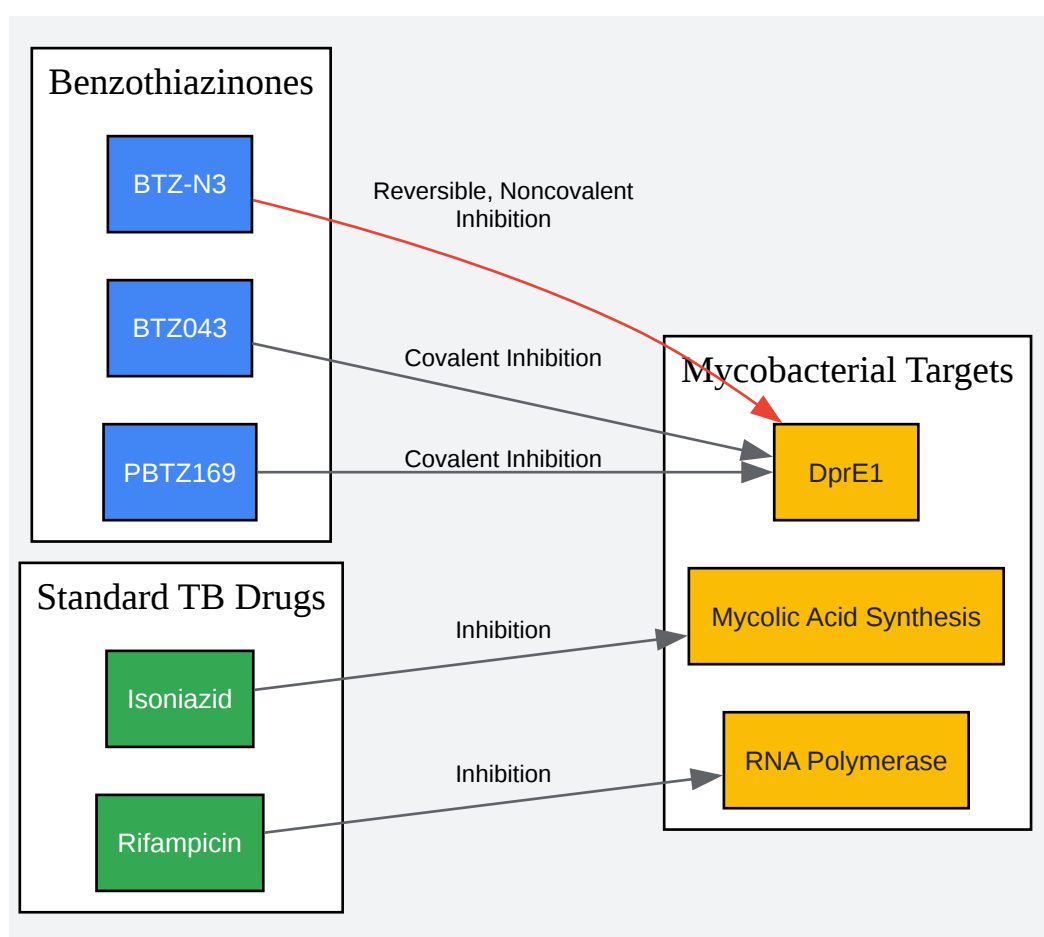 Benzothiazinones
BTZ-N3
Reversible, Noncovalent
Inhibition
BTZ043
Covalent Inhibition
PBTZ169
Covalent Inhibition
Mycobacterial Targets
DprE1
Mycolic Acid Synthesis
RNA Polymerase
Standard TB Drugs
Isoniazid
Inhibition
Rifampicin
Inhibition